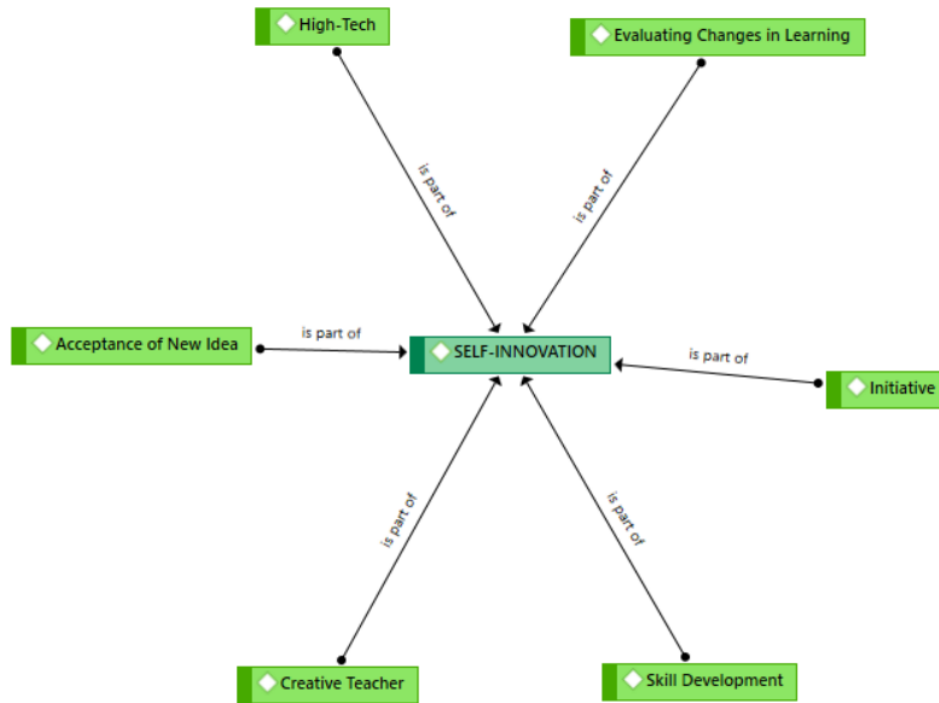 High-Tech
Evaluating Changes in Learning
is part of
is part of
Acceptance of New Idea
is part of
SELF-INNOVATION
is part of
Initiative
is part of
is part of
Creative Teacher
Skill Development